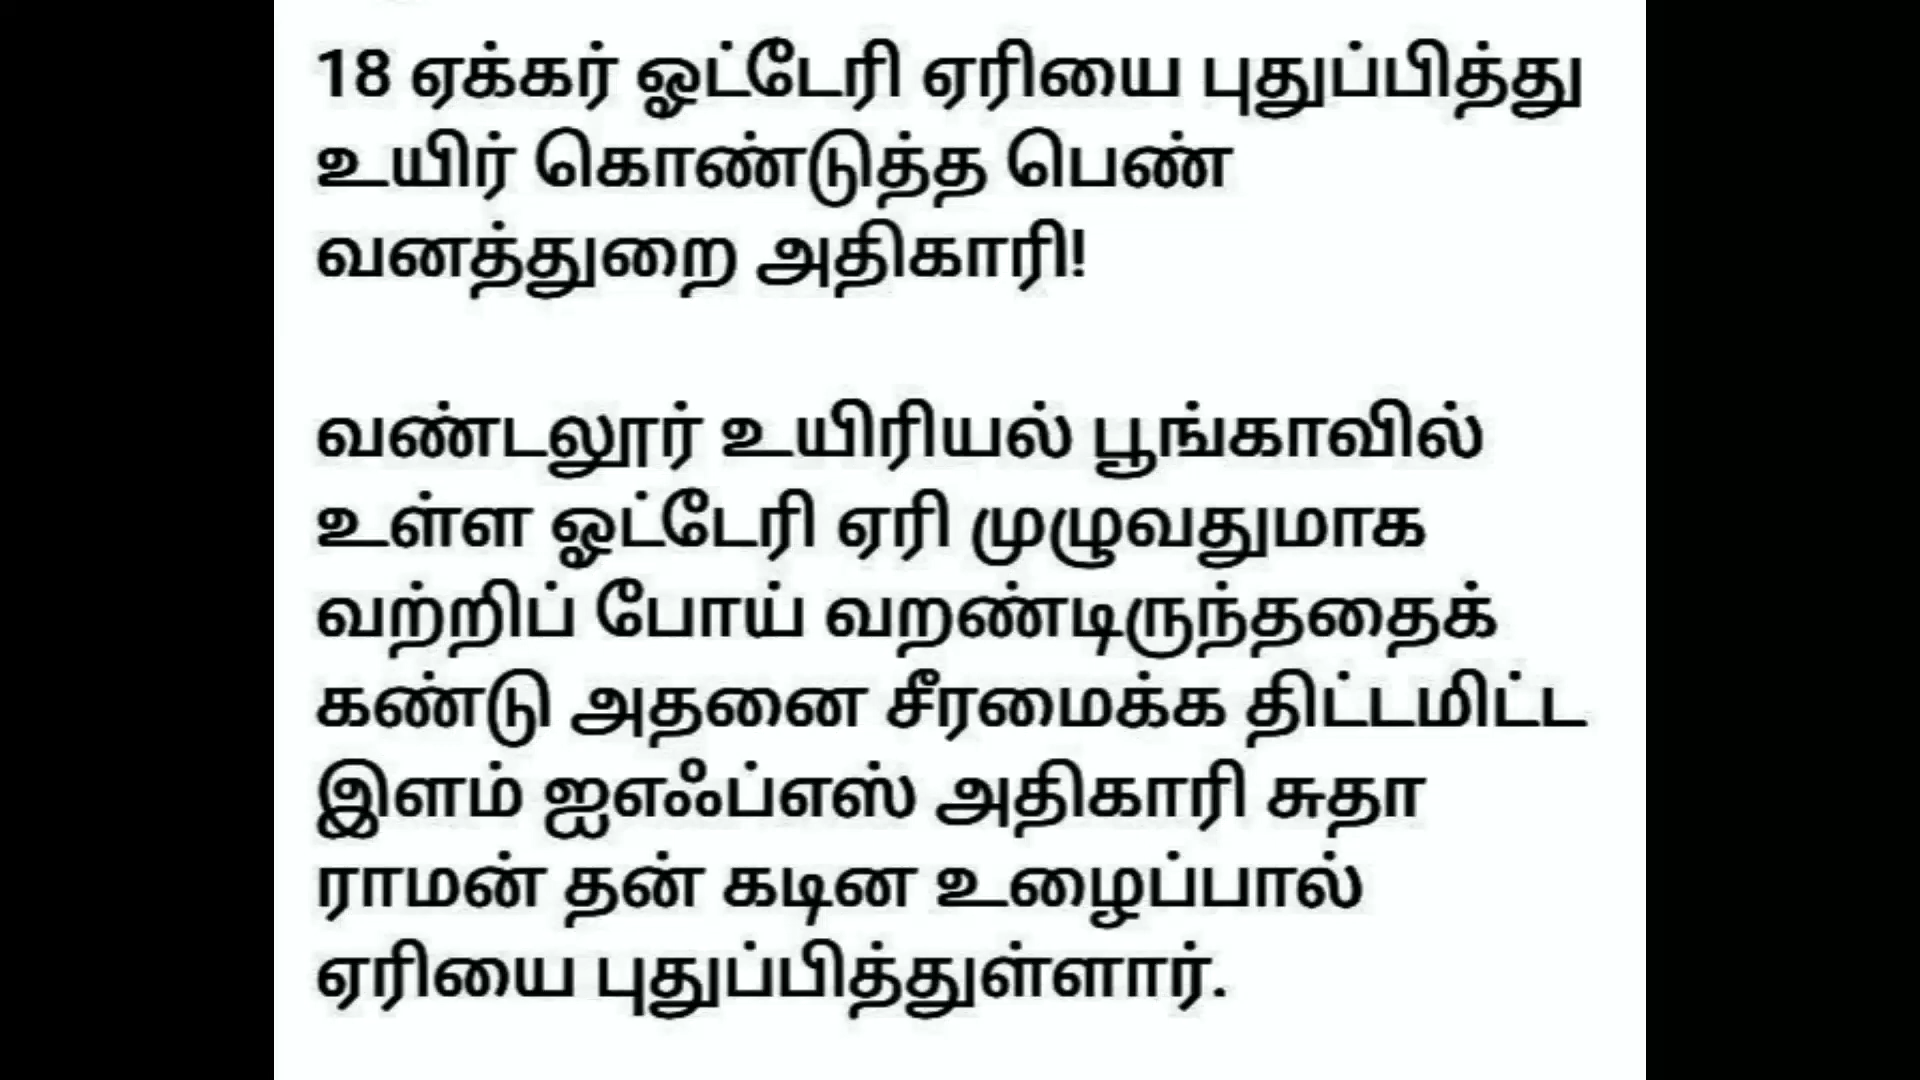 18 ஏக்கர் ஓட்டேரி ஏரியை புதுப்பித்து
உயிர் கொண்டுத்த பெண்
வனத்துறை அதிகாரி!
வண்டலூர் உயிரியல் பூங்காவில்
உள்ள ஓட்டேரி ஏரி முழுவதுமாக
வற்றிப் போய் வறண்டிருந்ததைக்
கண்டு அதனை சீரமைக்க திட்டமிட்ட
இளம் ஐஎஃப்எஸ் அதிகாரி சுதா
ராமன் தன் கடின உழைப்பால்
ஏரியை புதுப்பித்துள்ளார்.